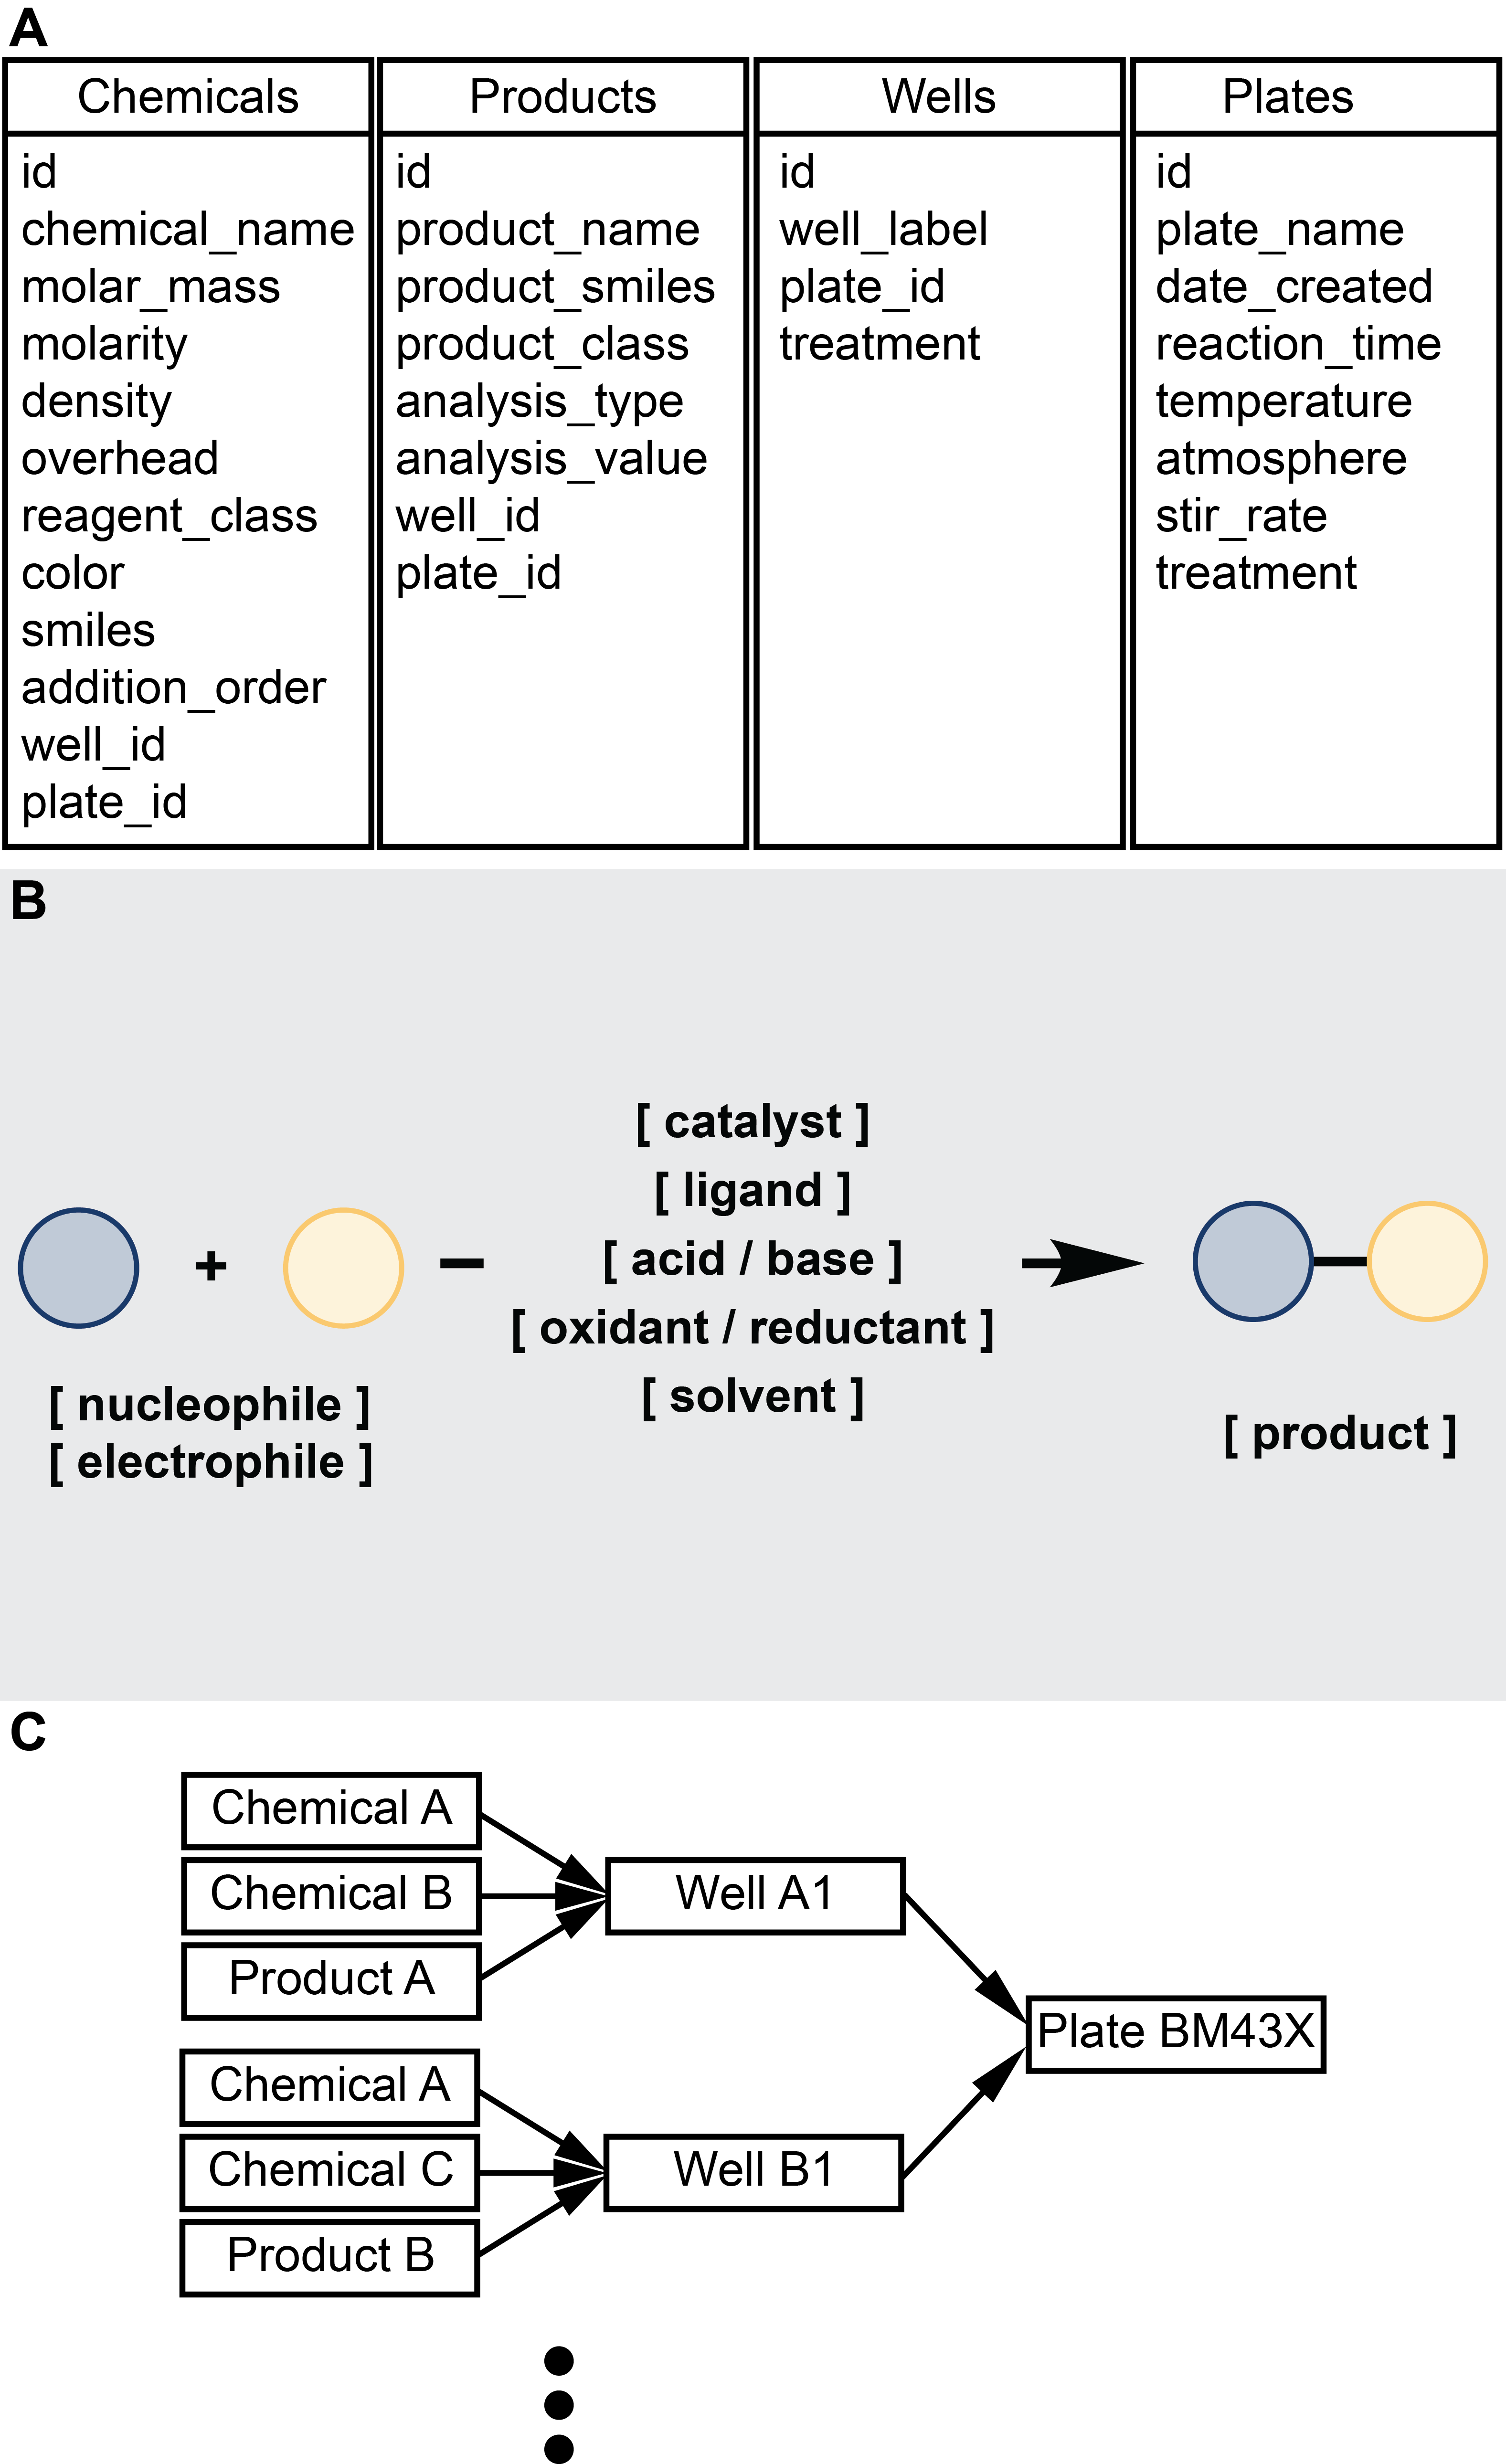 A
Chemicals
id
chemical_name
molar_mass
molarity
density
overhead
reagent_class
color
smiles
addition_order
well_id
plate_id
Products
id
product_name
product_smiles
product_class
analysis_type
analysis_value
well_id
plate_id
Wells
id
well_label
plate_id
treatment
Plates
id
plate_name
date_created
reaction_time
temperature
atmosphere
stir_rate
treatment
B
+
[ nucleophile ]
[ electrophile ]
[ catalyst ]
[ ligand ]
[ acid / base ]
[ oxidant / reductant ]
[ solvent ]
[ product ]
C
Chemical A
Chemical B
Product A
Well A1
Chemical A
Chemical C
Product B
Well B1
Plate BM43X